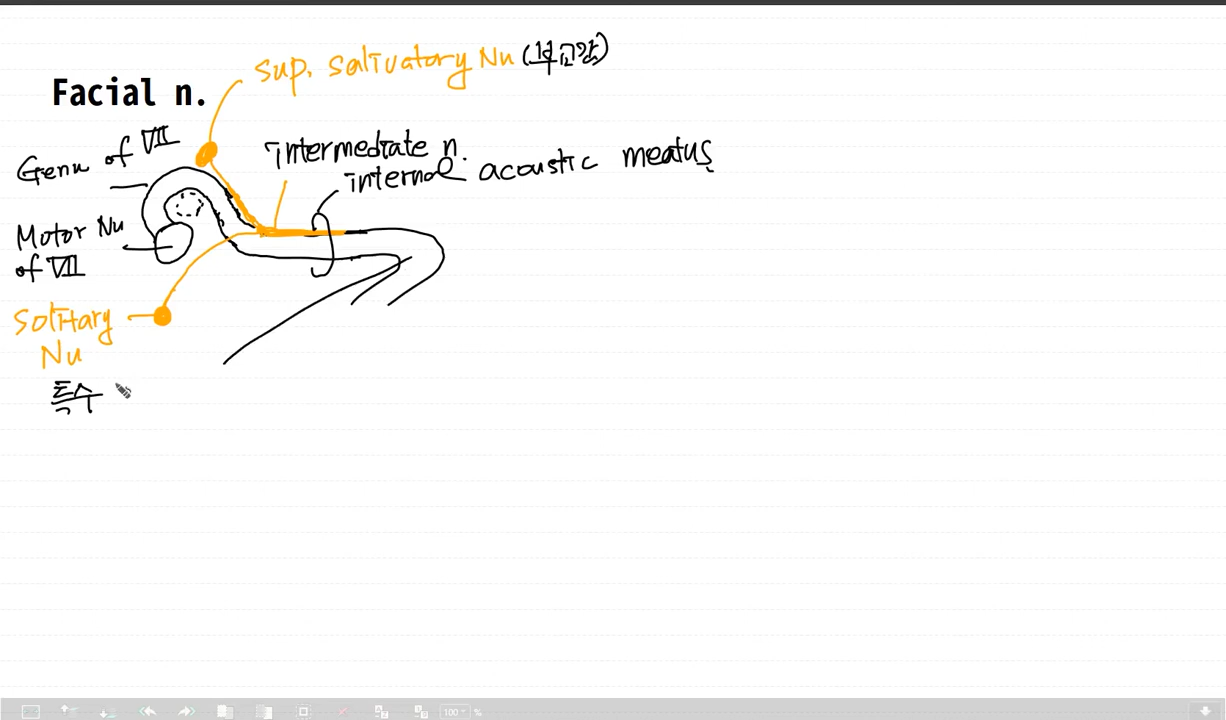 sup. salivatory Nu (부교감)
Facial n.
Genu of VII
intermediate n.
internal acoustic meatus
Motor Nu
of VII
Solitary
Nu
특수
100 %